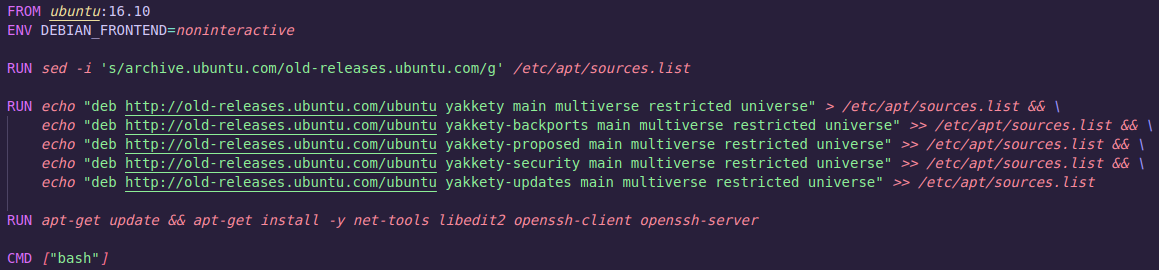 FROM ubuntu:16.10
ENV DEBIAN_FRONTEND=noninteractive
RUN sed -i 's/archive.ubuntu.com/old-releases.ubuntu.com/g' /etc/apt/sources.list
RUN echo "deb http://old-releases.ubuntu.com/ubuntu yakkety main multiverse restricted universe" > /etc/apt/sources.list && \
echo "deb http://old-releases.ubuntu.com/ubuntu yakkety-backports main multiverse restricted universe" >> /etc/apt/sources.list && \
echo "deb http://old-releases.ubuntu.com/ubuntu yakkety-proposed main multiverse restricted universe" >> /etc/apt/sources.list && \
echo "deb http://old-releases.ubuntu.com/ubuntu yakkety-security main multiverse restricted universe" >> /etc/apt/sources.list && \
echo "deb http://old-releases.ubuntu.com/ubuntu yakkety-updates main multiverse restricted universe" >> /etc/apt/sources.list
RUN apt-get update && apt-get install -y net-tools libedit2 openssh-client openssh-server
CMD ["bash"]